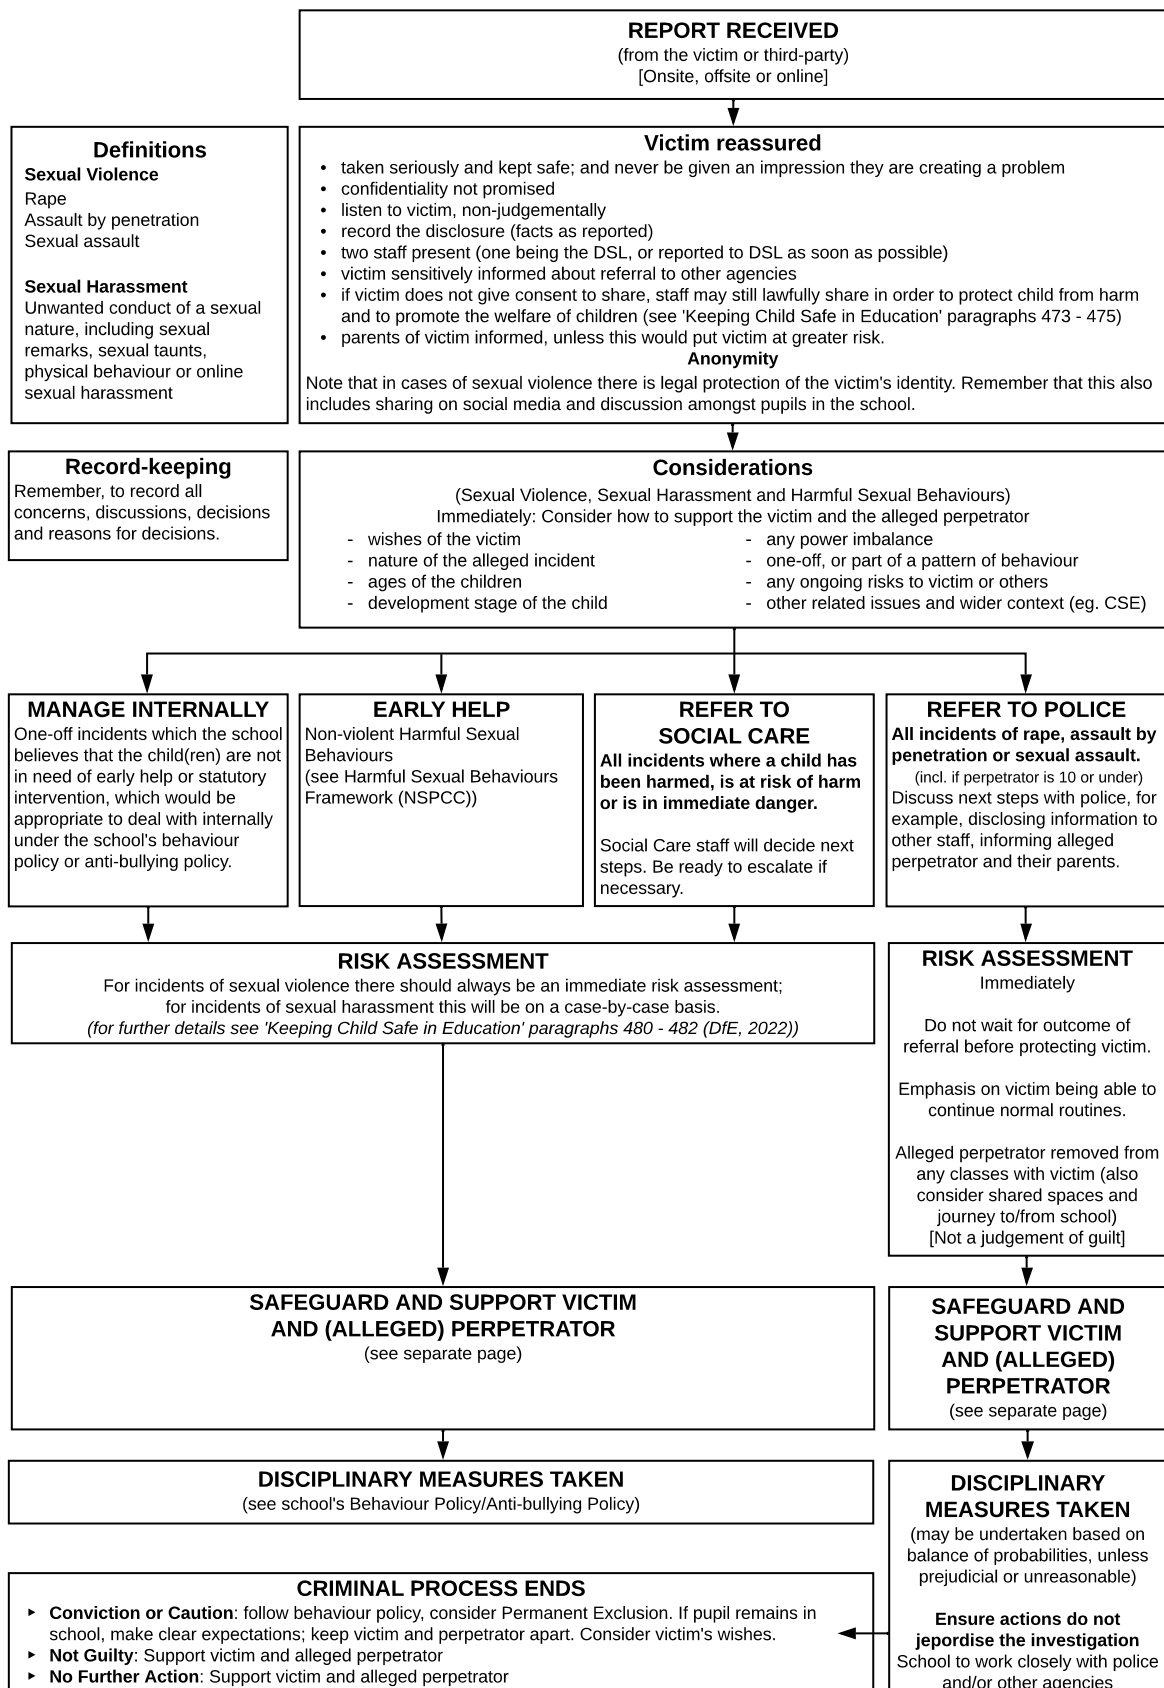 REPORT RECEIVED
(from the victim or third-party)
[Onsite, offsite or online]
Definitions
Sexual Violence
Rape
Assault by penetration
Sexual assault
Sexual Harassment
Unwanted conduct of a sexual
nature, including sexual
remarks, sexual taunts,
physical behaviour or online
sexual harassment
Victim reassured
• taken seriously and kept safe; and never be given an impression they are creating a problem
• confidentiality not promised
• listen to victim, non-judgementally
• record the disclosure (facts as reported)
• two staff present (one being the DSL, or reported to DSL as soon as possible)
• victim sensitively informed about referral to other agencies
• if victim does not give consent to share, staff may still lawfully share in order to protect child from harm
and to promote the welfare of children (see 'Keeping Child Safe in Education' paragraphs 473 - 475)
• parents of victim informed, unless this would put victim at greater risk.
Anonymity
Note that in cases of sexual violence there is legal protection of the victim's identity. Remember that this also
includes sharing on social media and discussion amongst pupils in the school.
Record-keeping
Remember, to record all
concerns, discussions, decisions
and reasons for decisions.
Considerations
(Sexual Violence, Sexual Harassment and Harmful Sexual Behaviours)
Immediately: Consider how to support the victim and the alleged perpetrator
- wishes of the victim
- nature of the alleged incident
- ages of the children
- development stage of the child
- any power imbalance
- one-off, or part of a pattern of behaviour
- any ongoing risks to victim or others
- other related issues and wider context (eg. CSE)
MANAGE INTERNALLY
One-off incidents which the school
believes that the child(ren) are not
in need of early help or statutory
intervention, which would be
appropriate to deal with internally
under the school's behaviour
policy or anti-bullying policy.
EARLY HELP
Non-violent Harmful Sexual
Behaviours
(see Harmful Sexual Behaviours
Framework (NSPCC))
REFER TO
SOCIAL CARE
All incidents where a child has
been harmed, is at risk of harm
or is in immediate danger.
Social Care staff will decide next
steps. Be ready to escalate if
necessary.
REFER TO POLICE
All incidents of rape, assault by
penetration or sexual assault.
(incl. if perpetrator is 10 or under)
Discuss next steps with police, for
example, disclosing information to
other staff, informing alleged
perpetrator and their parents.
RISK ASSESSMENT
For incidents of sexual violence there should always be an immediate risk assessment;
for incidents of sexual harassment this will be on a case-by-case basis.
(for further details see 'Keeping Child Safe in Education' paragraphs 480 - 482 (DfE, 2022))
RISK ASSESSMENT
Immediately
Do not wait for outcome of
referral before protecting victim.
Emphasis on victim being able to
continue normal routines.
Alleged perpetrator removed from
any classes with victim (also
consider shared spaces and
journey to/from school)
[Not a judgement of guilt]
SAFEGUARD AND SUPPORT VICTIM
AND (ALLEGED) PERPETRATOR
(see separate page)
SAFEGUARD AND
SUPPORT VICTIM
AND (ALLEGED)
PERPETRATOR
(see separate page)
DISCIPLINARY MEASURES TAKEN
(see school's Behaviour Policy/Anti-bullying Policy)
DISCIPLINARY
MEASURES TAKEN
(may be undertaken based on
balance of probabilities, unless
prejudicial or unreasonable)
Ensure actions do not
jepordise the investigation
School to work closely with police
and/or other agencies
CRIMINAL PROCESS ENDS
‣ Conviction or Caution: follow behaviour policy, consider Permanent Exclusion. If pupil remains in
school, make clear expectations; keep victim and perpetrator apart. Consider victim's wishes.
‣ Not Guilty: Support victim and alleged perpetrator
‣ No Further Action: Support victim and alleged perpetrator